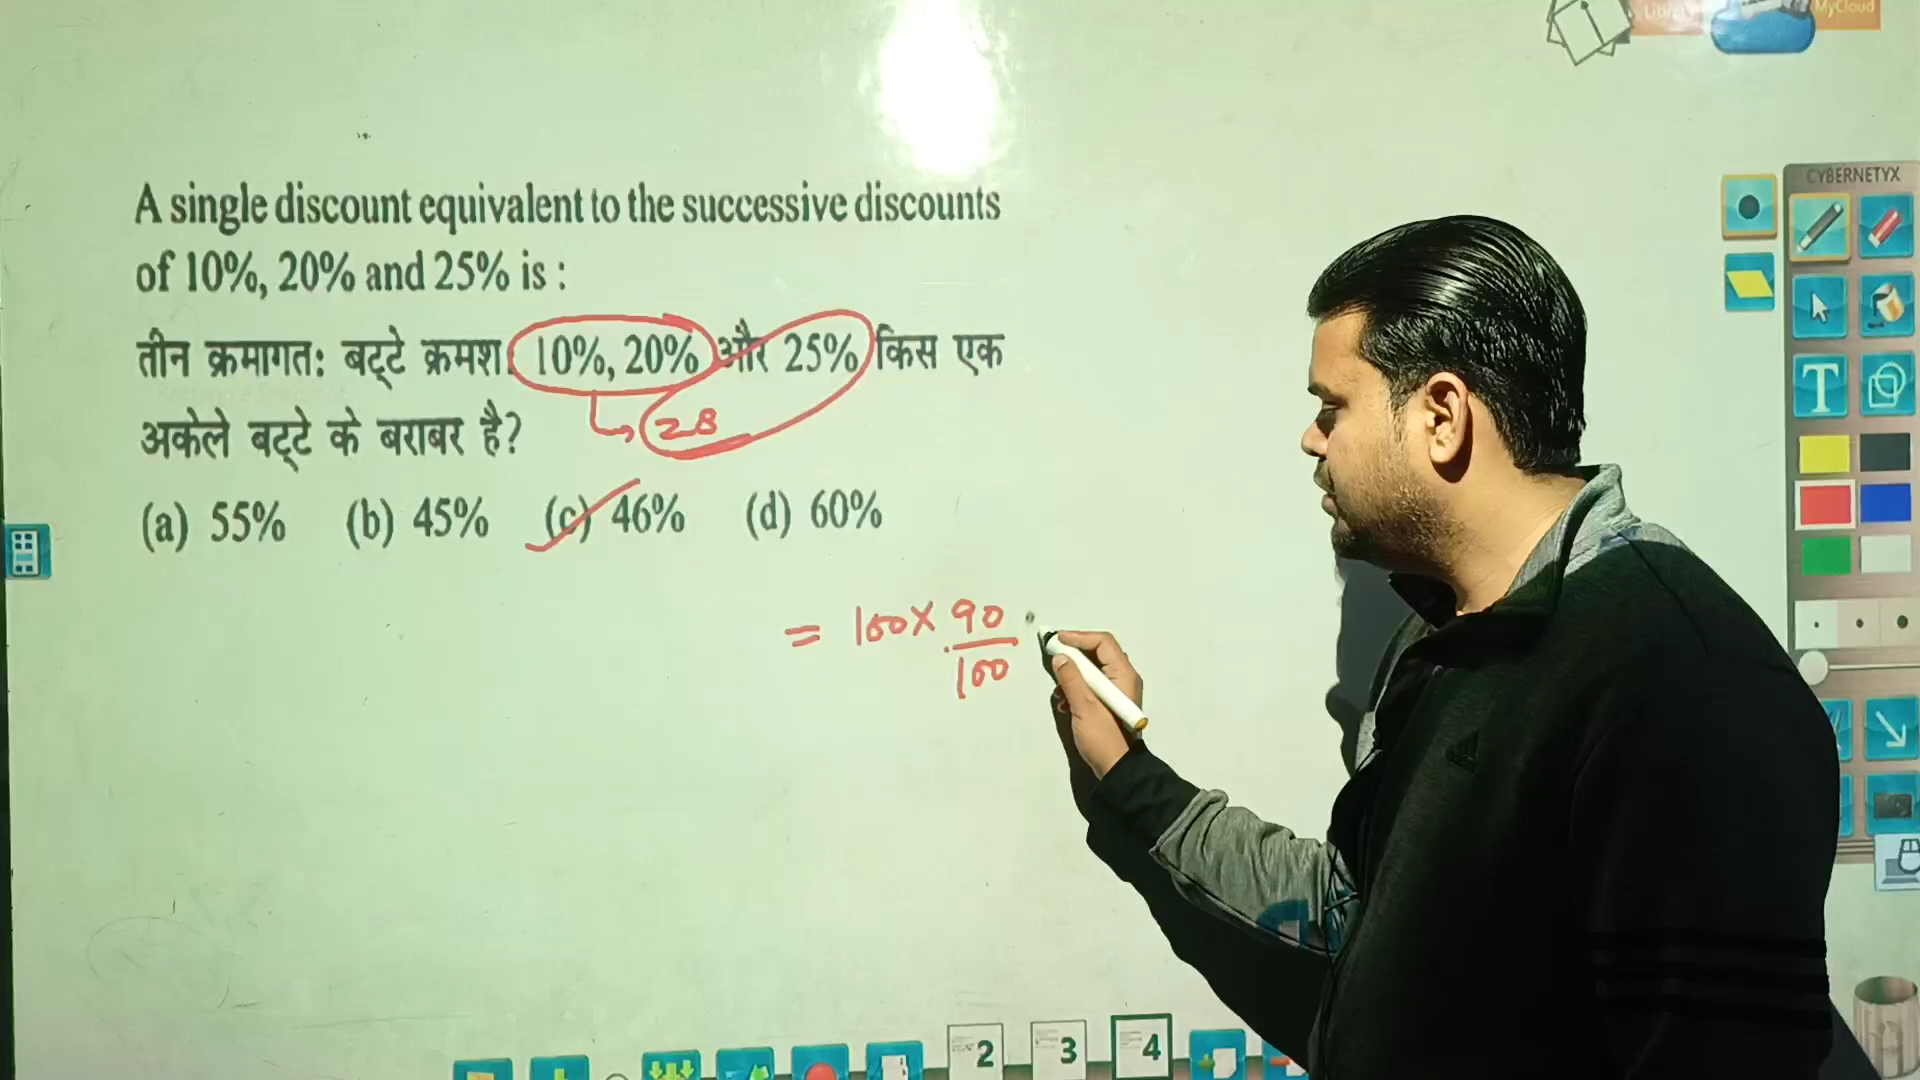 Library
MyCloud
CYBERNETYX
A single discount equivalent to the successive discounts
of 10%, 20% and 25% is :
तीन क्रमागत: बट्टे क्रमश: 10%, 20% और 25% किस एक
28
अकेले बट्टे के बराबर है?
(a) 55% (b) 45% (c) 46% (d) 60%
= 100 × 90
100
T
2 3 4